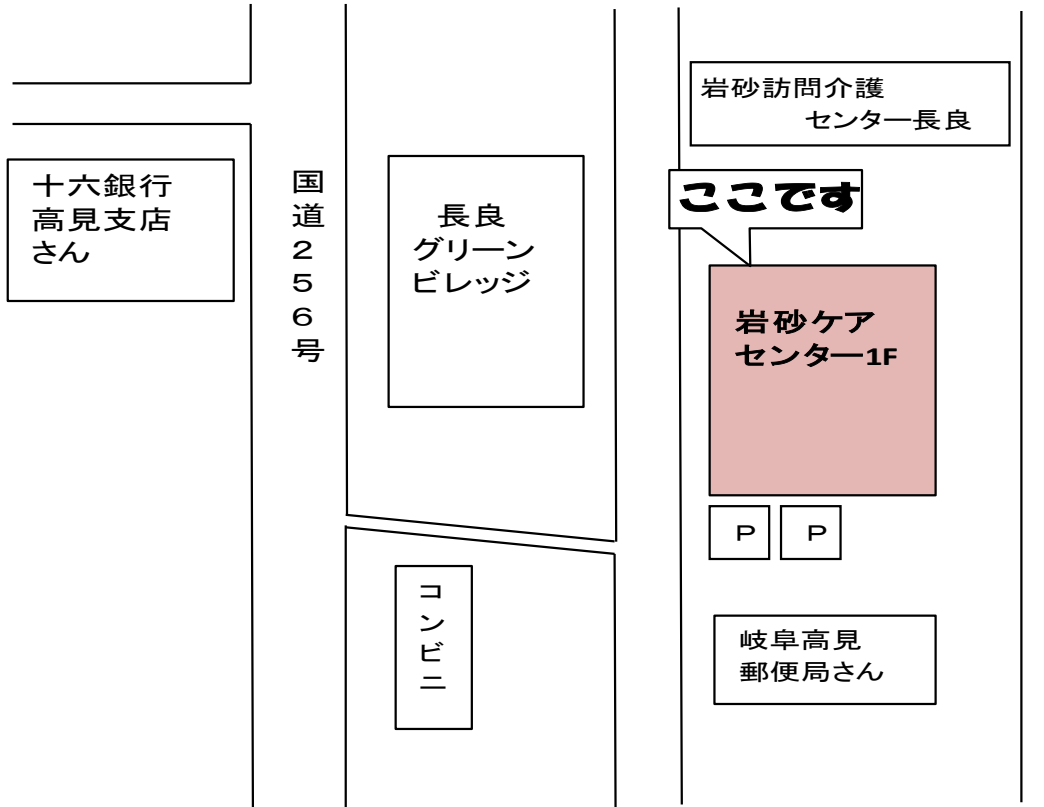 岩砂訪問介護
センター長良
ここです
十六銀行
高見支店
さん
国道256号
長良
グリーン
ビレッジ
岩砂ケア
センター1F
P P
コンビニ
岐阜高見
郵便局さん